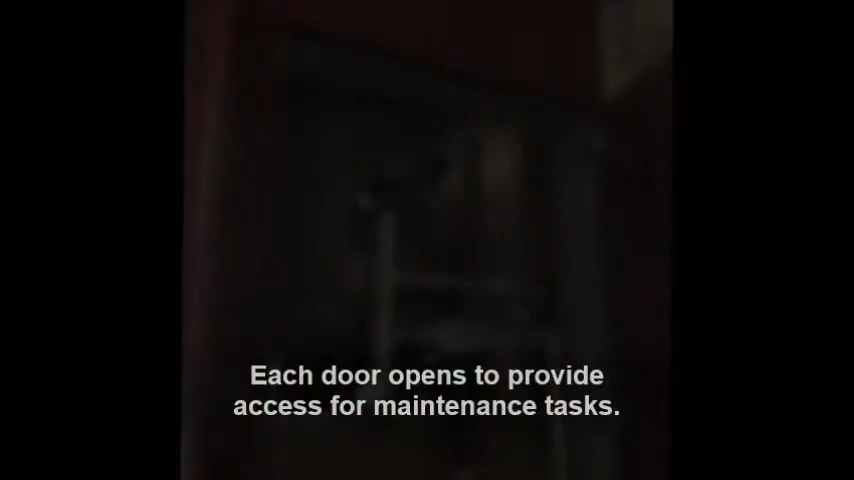 Each door opens to provide
access for maintenance tasks.